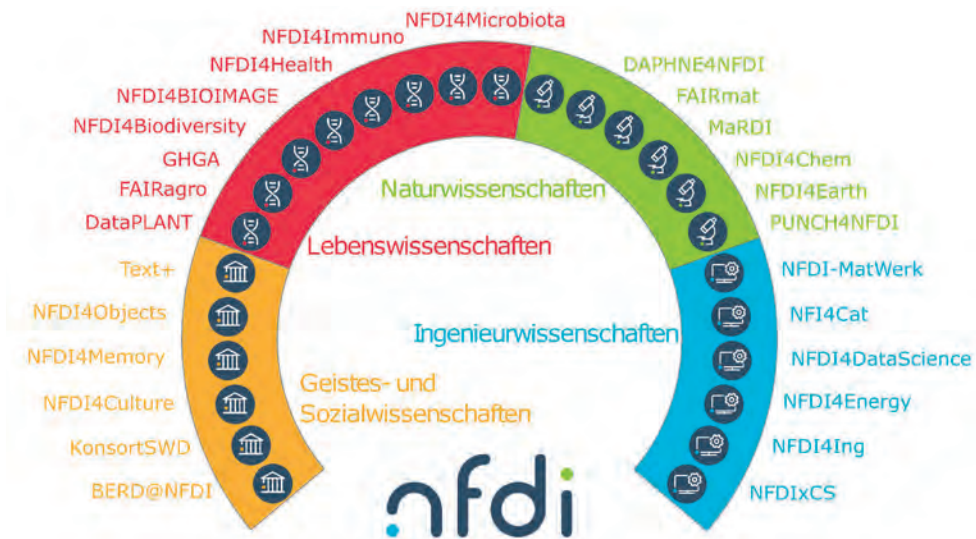 NFDI4Microbiota
NFDI4Immuno
NFDI4Health
NFDI4BIOIMAGE
NFDI4Biodiversity
GHGA
FAIRagro
DataPLANT
Lebenswissenschaften
DAPHNE4NFDI
FAIRmat
MaRDI
NFDI4Chem
NFDI4Earth
PUNCH4NFDI
Naturwissenschaften
Text+
NFDI4Objects
NFDI4Memory
NFDI4Culture
KonsortSWD
BERD@NFDI
Geistes- und
Sozialwissenschaften
NFDI-MatWerk
NFI4Cat
NFDI4DataScience
NFDI4Energy
NFDI4Ing
NFDIxCS
Ingenieurwissenschaften
nfdi